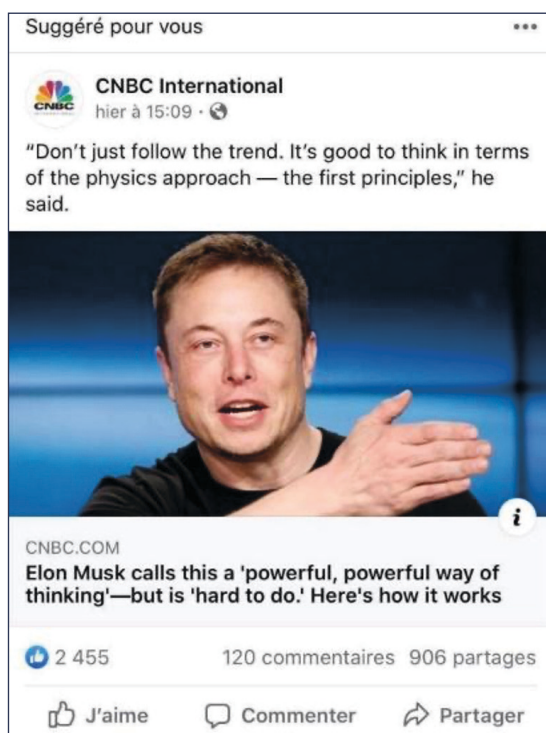 Suggéré pour vous
CNBC
CNBC International
hier à 15:09 ·
“Don’t just follow the trend. It’s good to think in terms
of the physics approach — the first principles,” he
said.
i
CNBC.COM
Elon Musk calls this a 'powerful, powerful way of
thinking'—but is 'hard to do.' Here's how it works
2 455 120 commentaires 906 partages
J’aime Commenter Partager